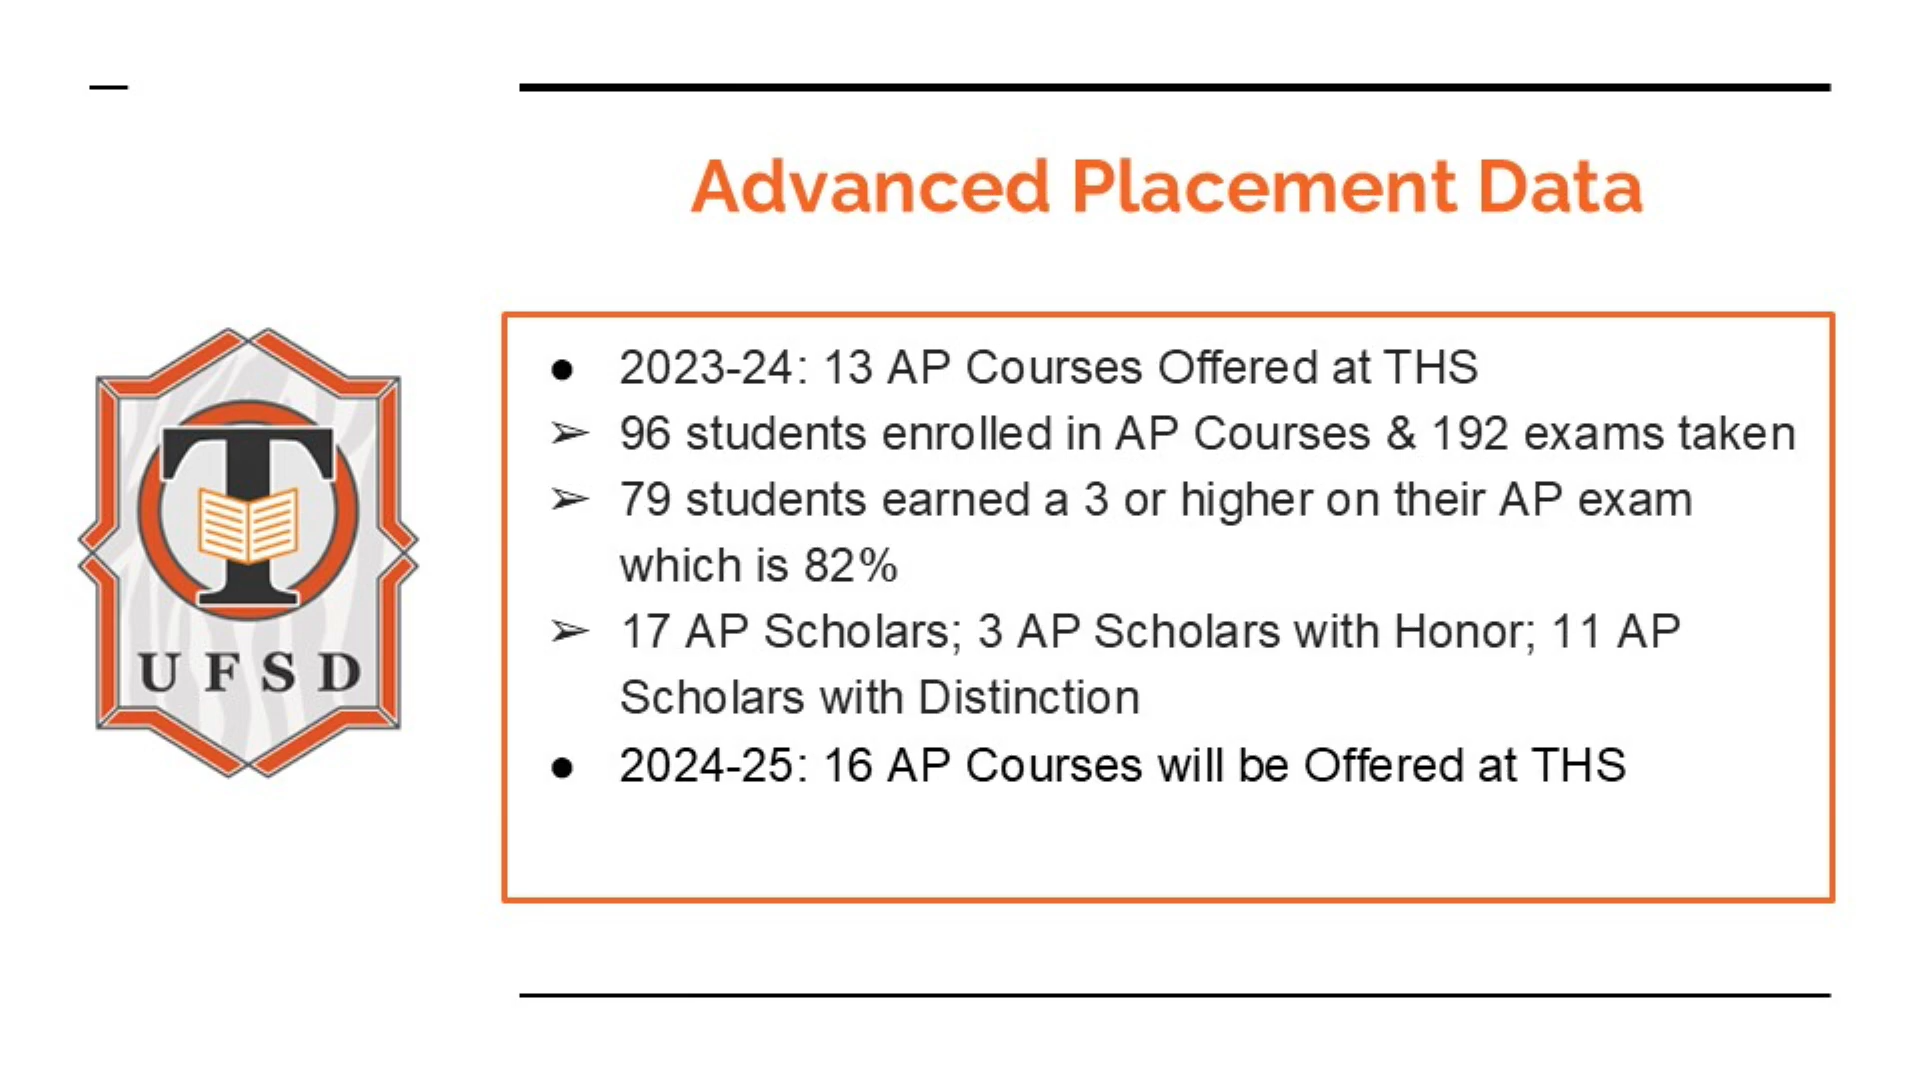 Advanced Placement Data
● 2023-24: 13 AP Courses Offered at THS
➢ 96 students enrolled in AP Courses & 192 exams taken
➢ 79 students earned a 3 or higher on their AP exam
which is 82%
➢ 17 AP Scholars; 3 AP Scholars with Honor; 11 AP
Scholars with Distinction
● 2024-25: 16 AP Courses will be Offered at THS
T
UFSD